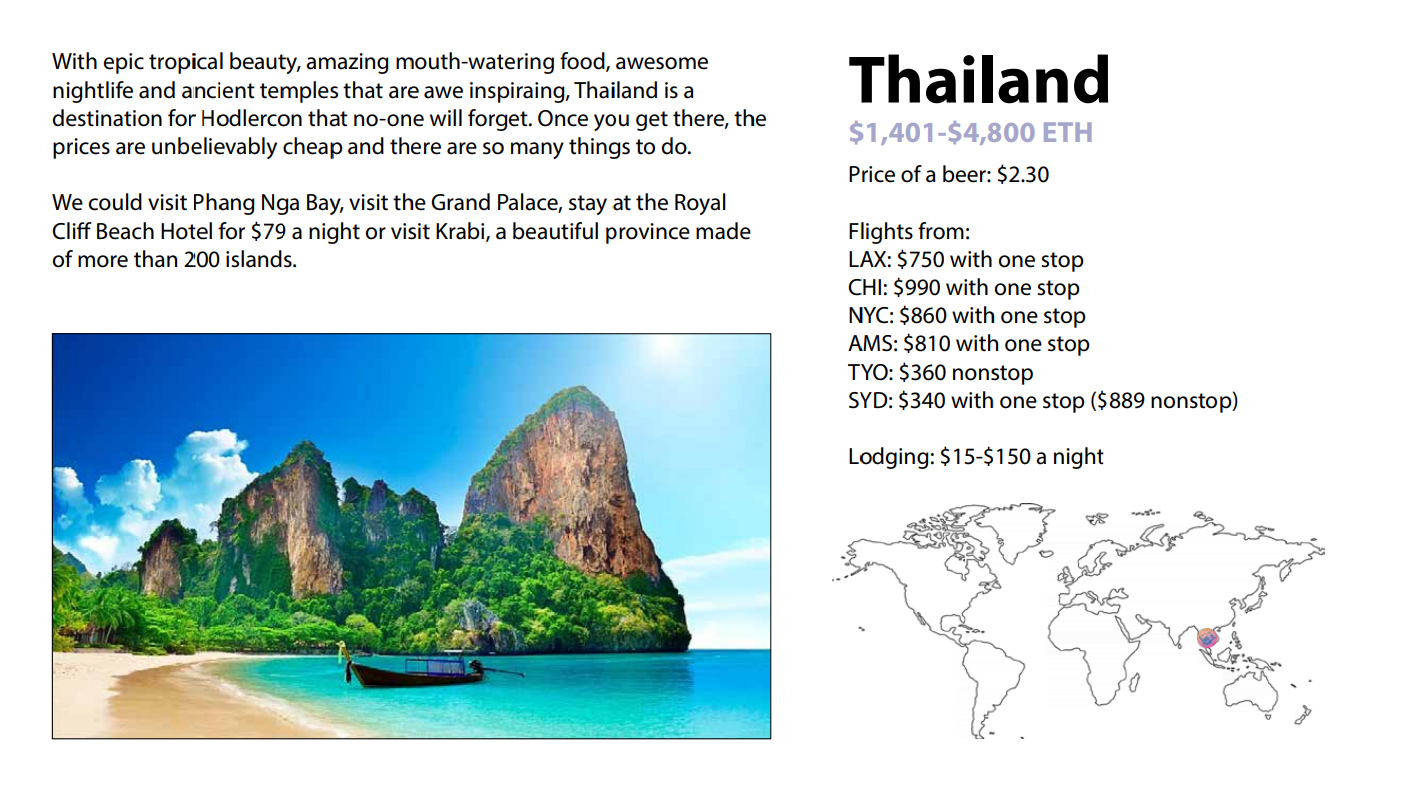 With epic tropical beauty, amazing mouth-watering food, awesome
nightlife and ancient temples that are awe inspiraing, Thailand is a
destination for Hodlercon that no-one will forget. Once you get there, the
prices are unbelievably cheap and there are so many things to do.
We could visit Phang Nga Bay, visit the Grand Palace, stay at the Royal
Cliff Beach Hotel for $79 a night or visit Krabi, a beautiful province made
of more than 200 islands.
Thailand
$1,401-$4,800 ETH
Price of a beer: $2.30
Flights from:
LAX: $750 with one stop
CHI: $990 with one stop
NYC: $860 with one stop
AMS: $810 with one stop
TYO: $360 nonstop
SYD: $340 with one stop ($889 nonstop)
Lodging: $15-$150 a night